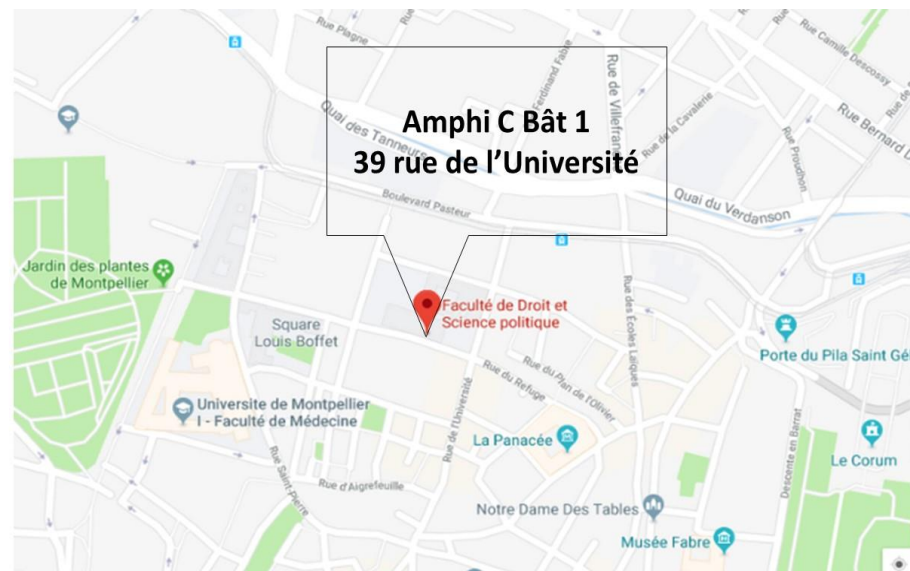 Rue Plagne
Rue Camille Descossy
Rue de Villefran
Ferdinand Fabre
Rue de la Cavalerie
Rue Bernard D
Rue Proudhon
Quai des Tanneurs
Amphi C Bât 1
39 rue de l’Université
Boulevard Pasteur
Quai du Verdanson
Jardin des plantes
de Montpellier
Faculté de Droit et
Science politique
Square
Louis Boffet
Rue des Écoles Laïques
Porte du Pila Saint Gél
Rue du Plan de l'Olivier
Rue du Refuge
Rue de l'Université
Universite de Montpellier
I - Faculté de Médecine
La Panacée
Descente en Barrat
Le Corum
Rue Saint-Pierre
Rue d'Aigrefeuille
Notre Dame Des Tables
Musée Fabre